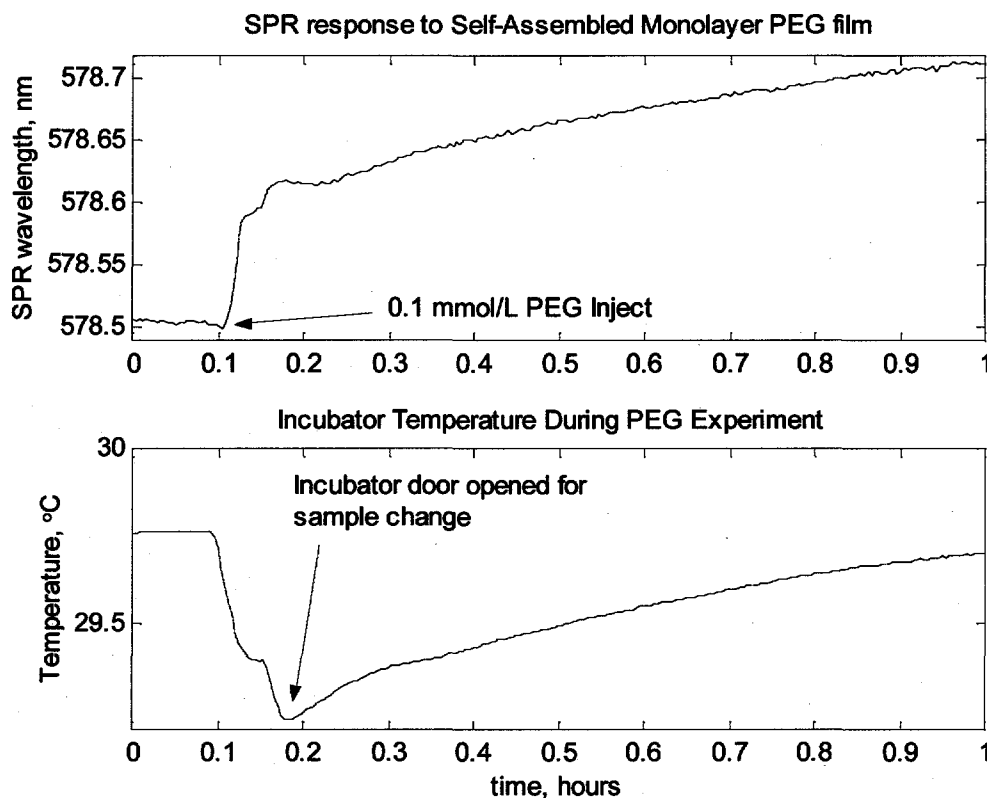 SPR response to Self-Assembled Monolayer PEG film
SPR wavelength, nm
578.7
578.65
578.6
578.55
578.5
0.1 mmol/L PEG Inject
0 0.1 0.2 0.3 0.4 0.5 0.6 0.7 0.8 0.9 1
Incubator Temperature During PEG Experiment
Temperature, ºC
30
29.5
Incubator door opened for
sample change
0 0.1 0.2 0.3 0.4 0.5 0.6 0.7 0.8 0.9 1
time, hours